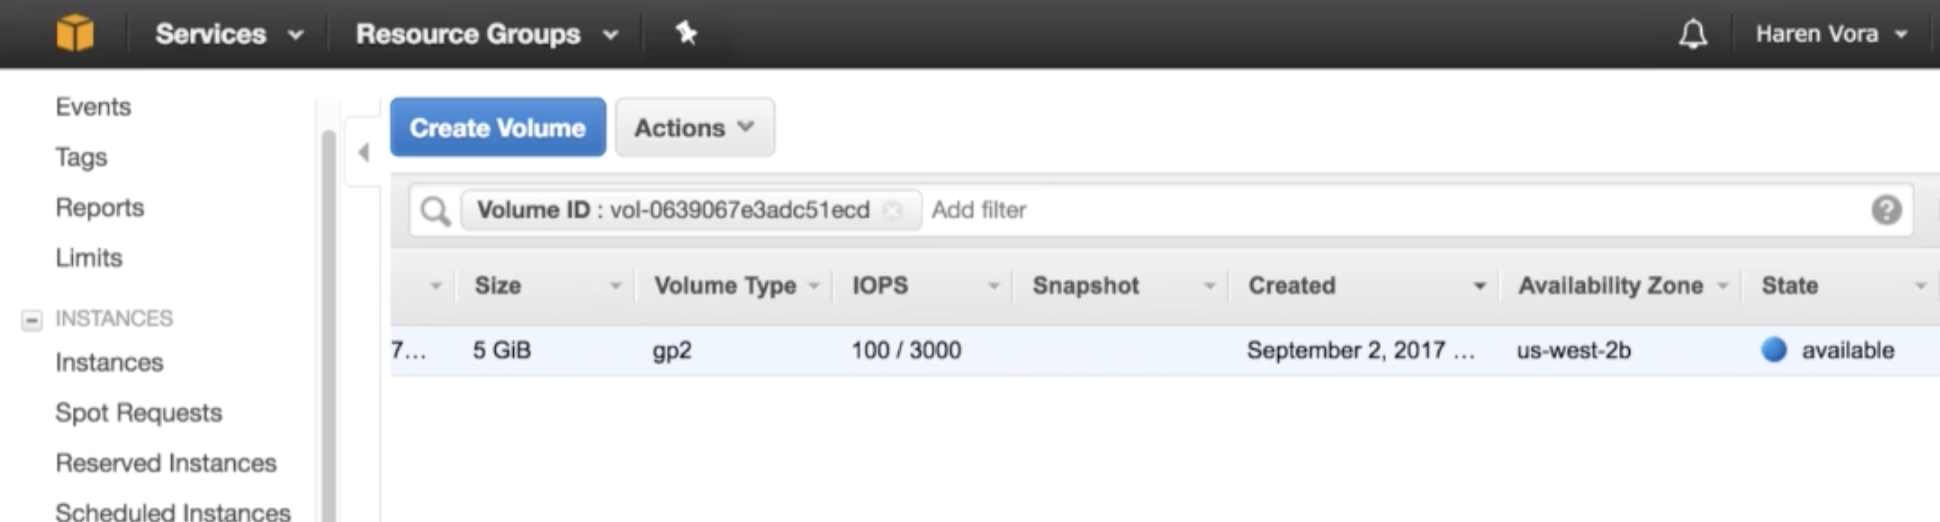 Services Resource Groups Haren Vora
Events
Tags
Reports
Limits
INSTANCES
Instances
Spot Requests
Reserved Instances
Scheduled Instances
Create Volume Actions
Volume ID : vol-0639067e3adc51ecd Add filter
Size Volume Type IOPS Snapshot Created Availability Zone State
7... 5 GiB gp2 100 / 3000 September 2, 2017 ... us-west-2b available